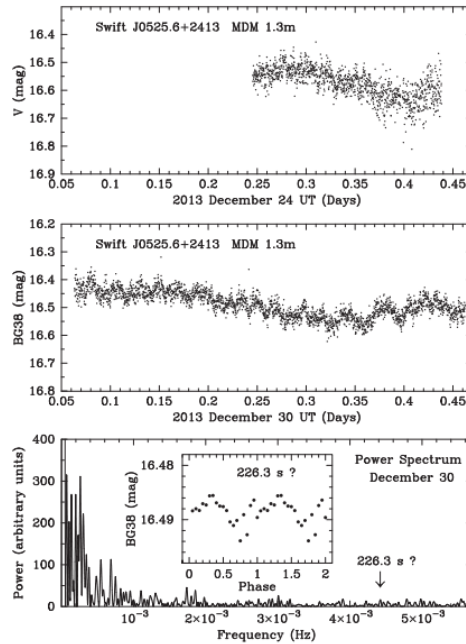 Swift J0525.6+2413 MDM 1.3m
16.4
16.5
16.6
16.7
16.8
16.9
V (mag)
0.05 0.1 0.15 0.2 0.25 0.3 0.35 0.4 0.45
2013 December 24 UT (Days)
Swift J0525.6+2413 MDM 1.3m
16.2
16.3
16.4
16.5
16.6
16.7
16.8
BG38 (mag)
0.05 0.1 0.15 0.2 0.25 0.3 0.35 0.4 0.45
2013 December 30 UT (Days)
400
300
200
100
0
Power (arbitrary units)
Power Spectrum
December 30
226.3 s ?
16.48
16.49
BG38 (mag)
226.3 s ?
0 0.5 1 1.5 2
Phase
10⁻³ 2×10⁻³ 3×10⁻³ 4×10⁻³ 5×10⁻³
Frequency (Hz)